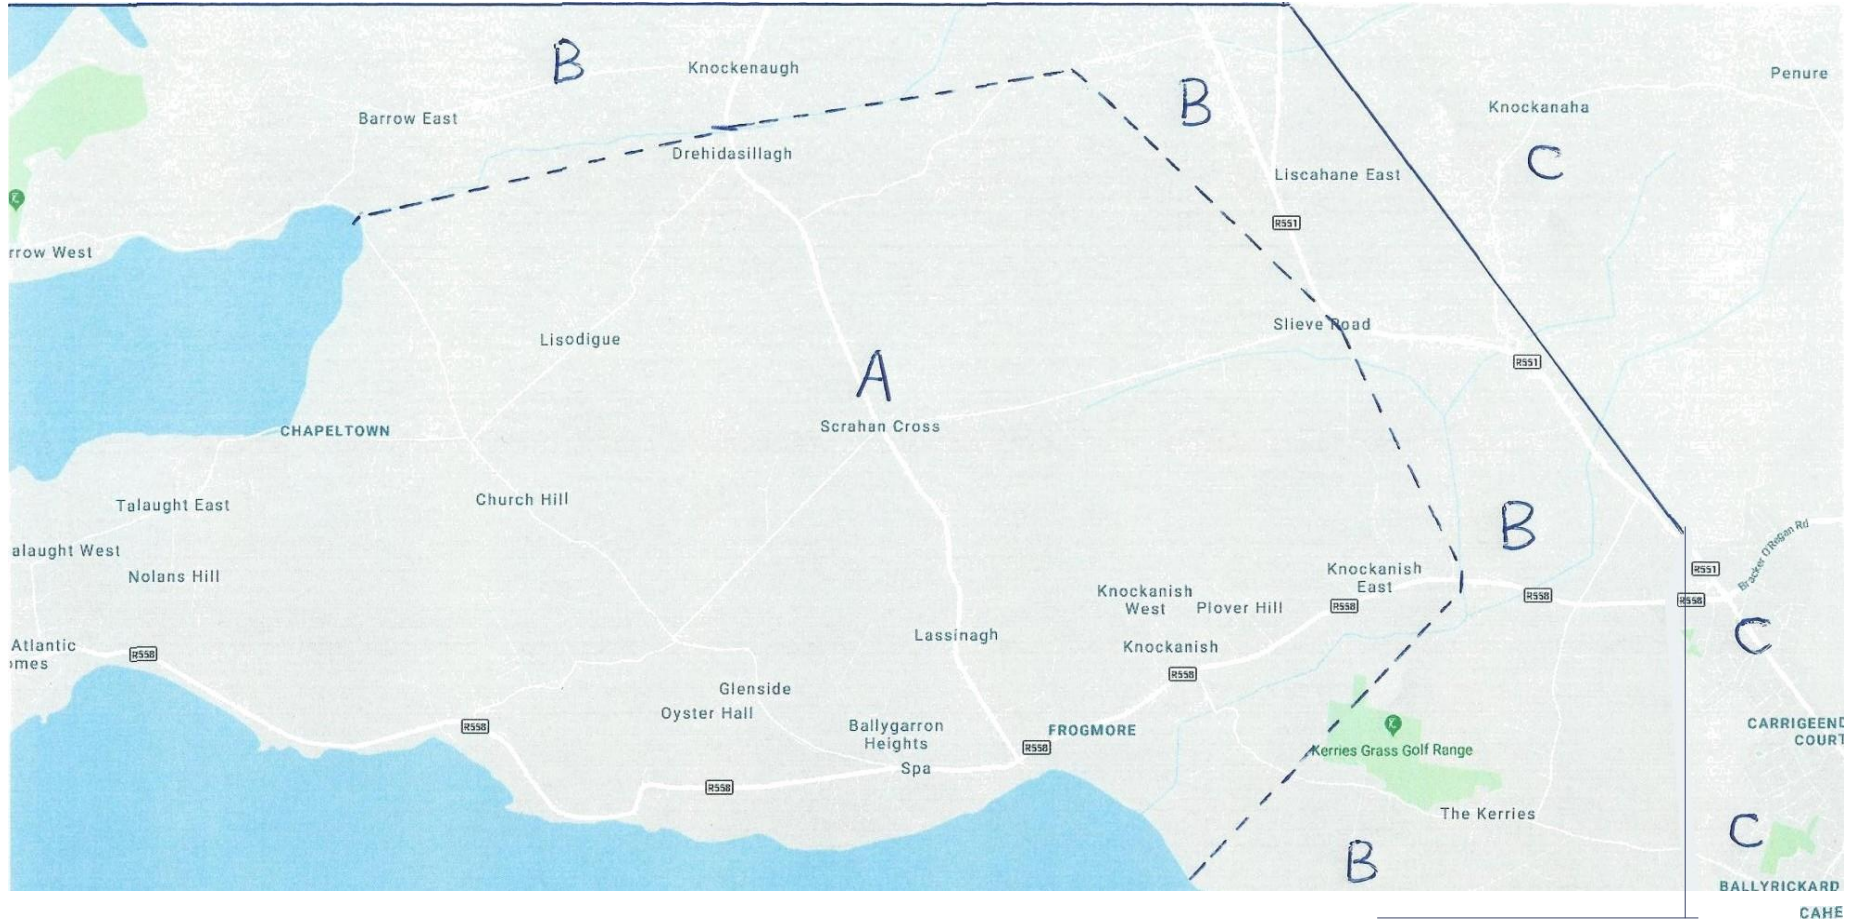 B
Knockenaugh
Penure
B
Knockanaha
Barrow East
Drehidasillagh
C
Liscahane East
R551
rrow West
Slieve Road
Lisodigue
R551
A
Scrahan Cross
CHAPELTOWN
Church Hill
Talaught East
B
Bracker O'Regan Rd
alaught West
Nolans Hill
Knockanish
East
R551
Knockanish
West
Plover Hill
R558
R558
R558
Lassinagh
C
Atlantic
omes
R558
Knockanish
R558
Glenside
Oyster Hall
R558
Ballygarron
Heights
FROGMORE
R558
Kerries Grass Golf Range
CARRIGEEND
COURT
Spa
R558
The Kerries
C
B
BALLYRICKARD
CAHE